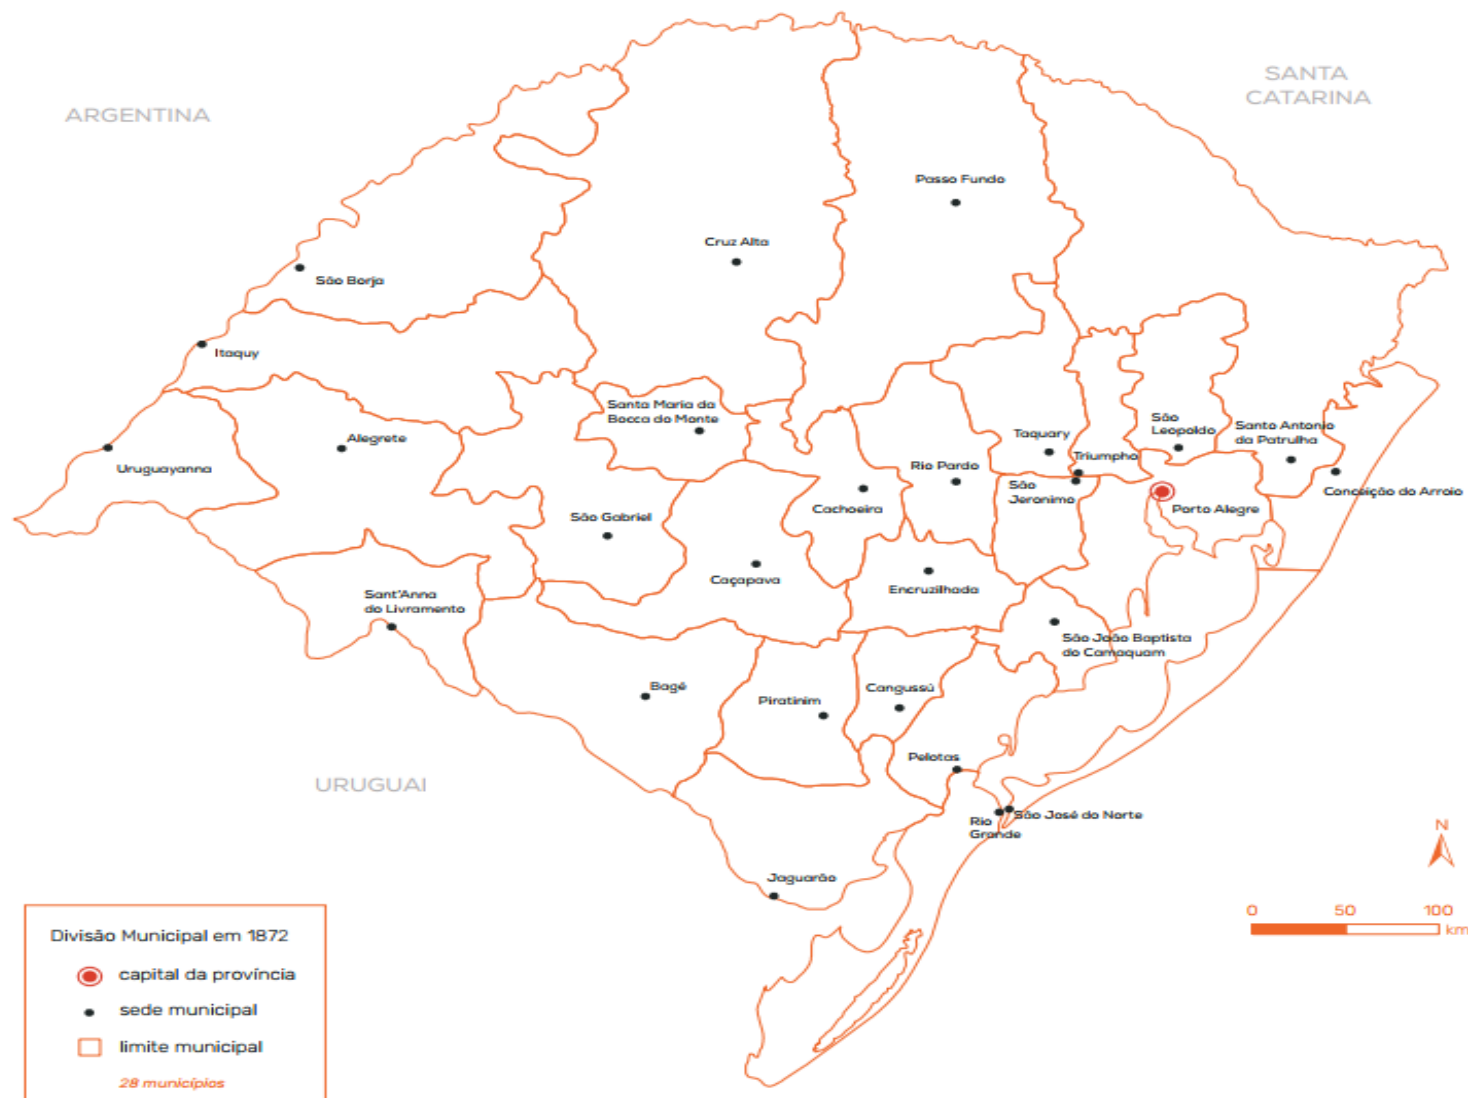 ARGENTINA
SANTA
CATARINA
Passo Fundo
Cruz Alta
São Borja
Itaquy
Santa Maria da
Bocca do Monte
Alegrete
Uruguayanna
Taquary
São
Leopoldo
Santo Antonio
da Patrulha
Triumpho
Rio Pardo
São
Jeronimo
Conceição do Arroio
Cachoeira
Porto Alegre
São Gabriel
Caçapava
Encruzilhada
Sant'Anna
do Livramento
São João Baptista
do Camaquam
Bagé
Piratinim
Cangussú
Pelotas
URUGUAI
Rio
Grande
São José do Norte
Jaguarão
N
0 50 100
km
Divisão Municipal em 1872
capital da província
sede municipal
limite municipal
28 municípios